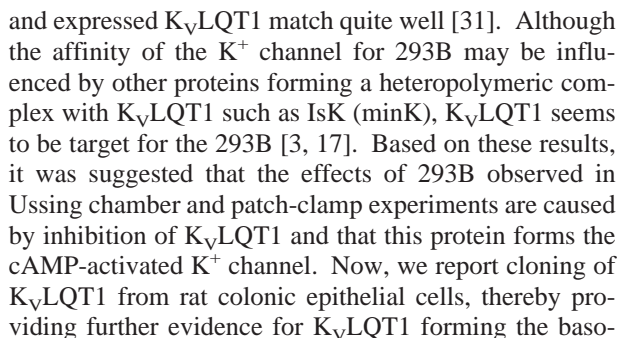 and expressed KVLQT1 match quite well [31]. Although
the affinity of the K+ channel for 293B may be influ-
enced by other proteins forming a heteropolymeric com-
plex with KVLQT1 such as IsK (minK), KVLQT1 seems
to be target for the 293B [3, 17]. Based on these results,
it was suggested that the effects of 293B observed in
Ussing chamber and patch-clamp experiments are caused
by inhibition of KVLQT1 and that this protein forms the
cAMP-activated K+ channel. Now, we report cloning of
KVLQT1 from rat colonic epithelial cells, thereby pro-
viding further evidence for KVLQT1 forming the baso-